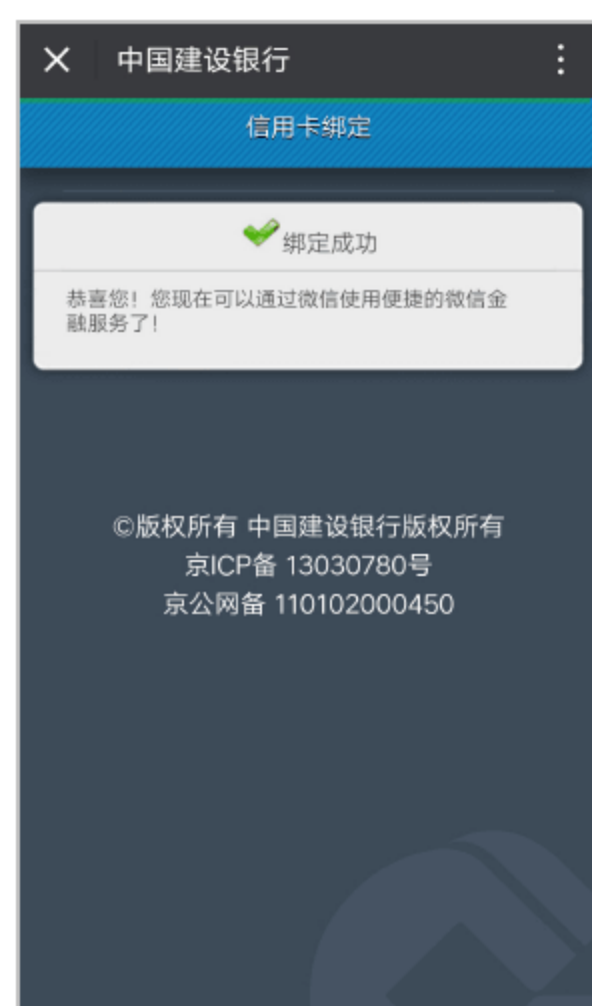 中国建设银行
信用卡绑定
绑定成功
恭喜您！您现在可以通过微信使用便捷的微信金
融服务了！
©版权所有 中国建设银行版权所有
京ICP备 13030780号
京公网备 110102000450